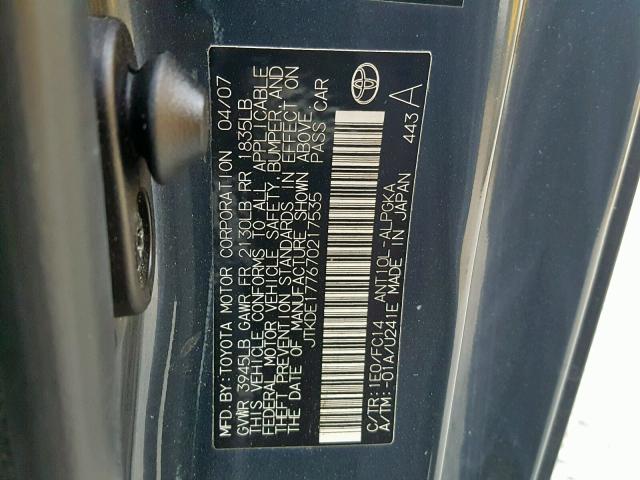 MFD. BY: TOYOTA MOTOR CORPORATION 04/07
GVWR 3945LB GAWR FR 2130LB RR 1835LB
THIS VEHICLE CONFORMS TO ALL APPLICABLE
FEDERAL MOTOR VEHICLE SAFETY, BUMPER, AND
THEFT PREVENTION STANDARDS IN EFFECT ON
THE DATE OF MANUFACTURE SHOWN ABOVE.
JTKDE177670217535 PASS CAR
C/TR: 1E0/FC14 ANT10L-ALPGKA
A/TM: -01A/U241E MADE IN JAPAN
443 A